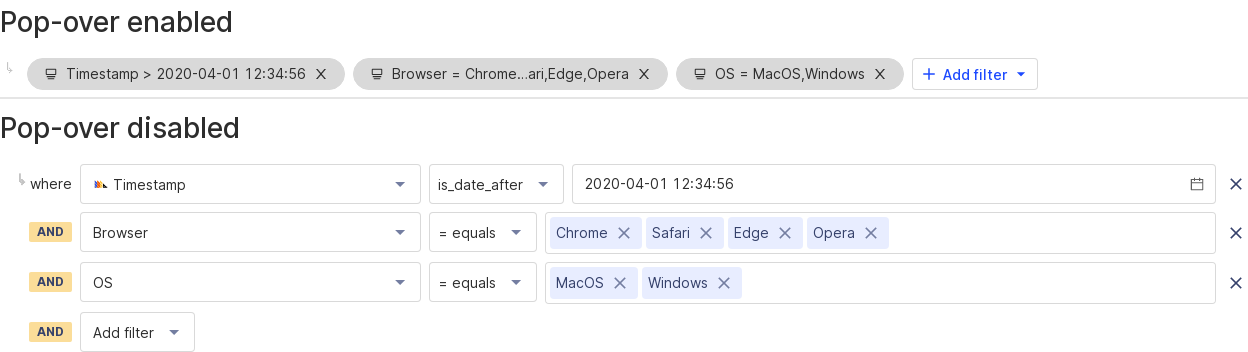 Pop-over enabled
Timestamp > 2020-04-01 12:34:56 Browser = Chrome...ari,Edge,Opera OS = MacOS,Windows + Add filter
Pop-over disabled
where Timestamp is_date_after 2020-04-01 12:34:56
AND Browser = equals Chrome Safari Edge Opera
AND OS = equals MacOS Windows
AND Add filter